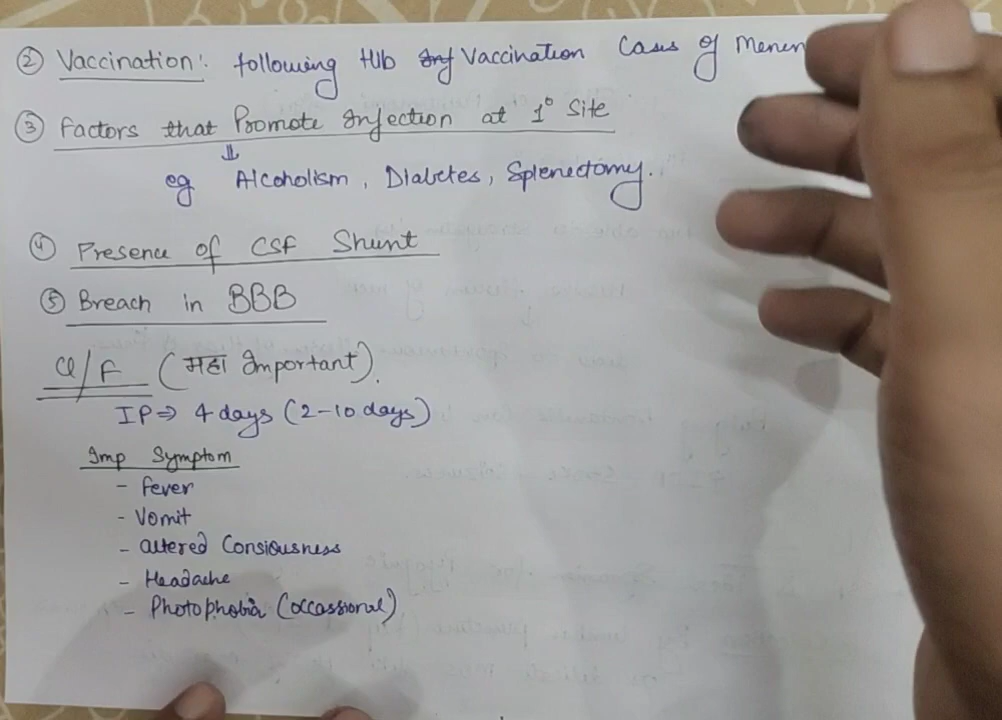 ② Vaccination: following Hib Vaccination Cases of Menen
③ Factors that Promote Infection at 1° Site
⇓
eg Alcoholism, Diabetes, Splenectomy.
④ Presence of CSF Shunt
⑤ Breach in BBB
Cl/F (महा Important).
IP ⇒ 4 days (2-10 days)
Imp Symptom
- Fever
- Vomit
- altered Consiousness
- Headache
- Photophobia (occassional)